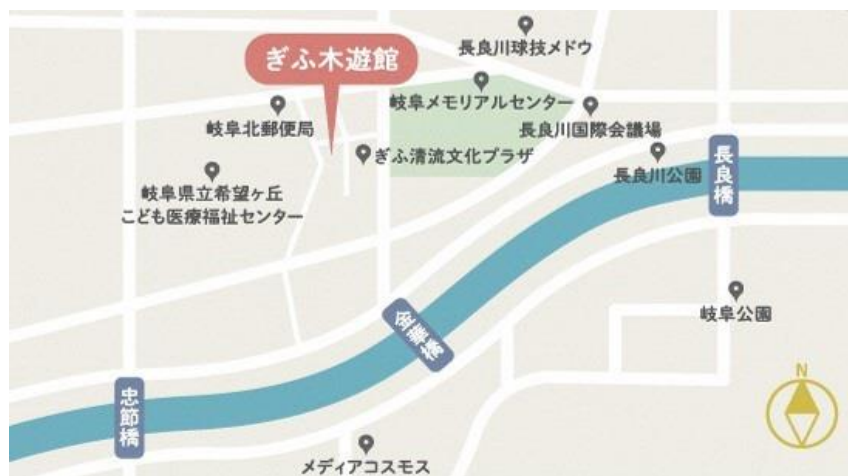 長良川球技メドウ
ぎふ木遊館
岐阜メモリアルセンター
岐阜北郵便局
長良川国際会議場
ぎふ清流文化プラザ
長良橋
長良川公園
岐阜県立希望ヶ丘
こども医療福祉センター
岐阜公園
金華橋
N
忠節橋
メディアコスモス